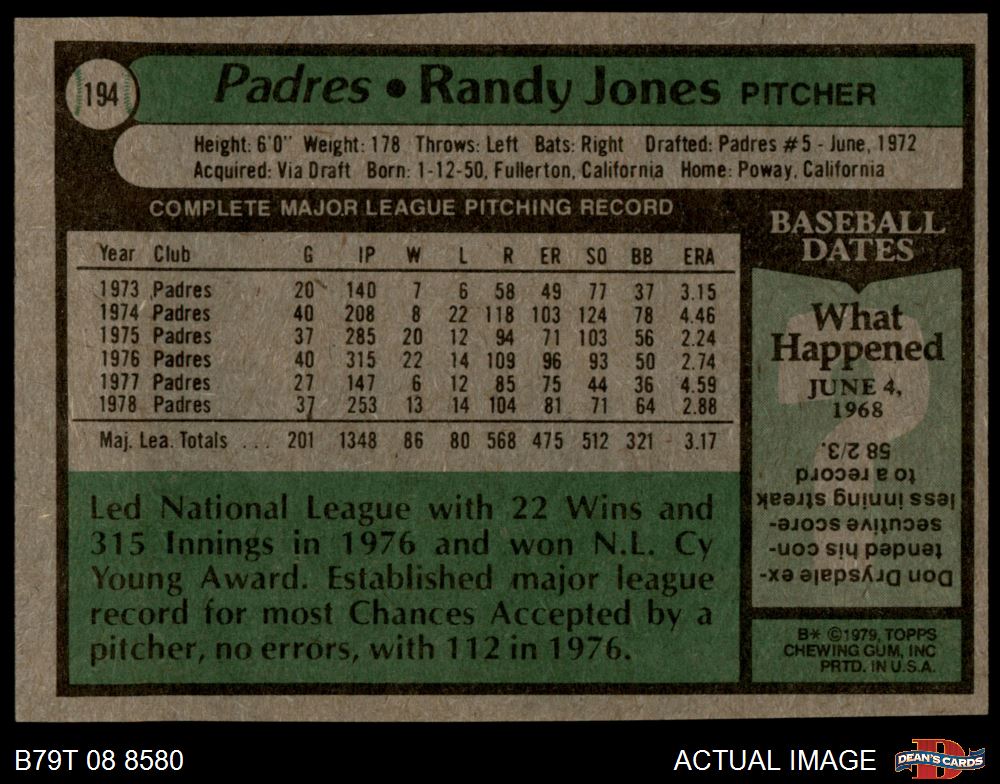 194
Padres • Randy Jones PITCHER
Height: 6'0" Weight: 178 Throws: Left Bats: Right Drafted: Padres #5 - June, 1972
Acquired: Via Draft Born: 1-12-50, Fullerton, California Home: Poway, California
COMPLETE MAJOR LEAGUE PITCHING RECORD
Year Club G IP W L R ER SO BB ERA
1973 Padres 20 140 7 6 58 49 77 37 3.15
1974 Padres 40 208 8 22 118 103 124 78 4.46
1975 Padres 37 285 20 12 94 71 103 56 2.24
1976 Padres 40 315 22 14 109 96 93 50 2.74
1977 Padres 27 147 6 12 85 75 44 36 4.59
1978 Padres 37 253 13 14 104 81 71 64 2.88
Maj. Lea. Totals ... 201 1348 86 80 568 475 512 321 3.17
Led National League with 22 Wins and
315 Innings in 1976 and won N.L. Cy
Young Award. Established major league
record for most Chances Accepted by a
pitcher, no errors, with 112 in 1976.
BASEBALL
DATES
What
Happened
JUNE 4,
1968
Don Drysdale ex-
tended his con-
secutive score-
less inning streak
to a record
58 2/3.
B* ©1979, TOPPS
CHEWING GUM, INC
PRTD. IN U.S.A.
B79T 08 8580
ACTUAL IMAGE
DEAN'S CARDS